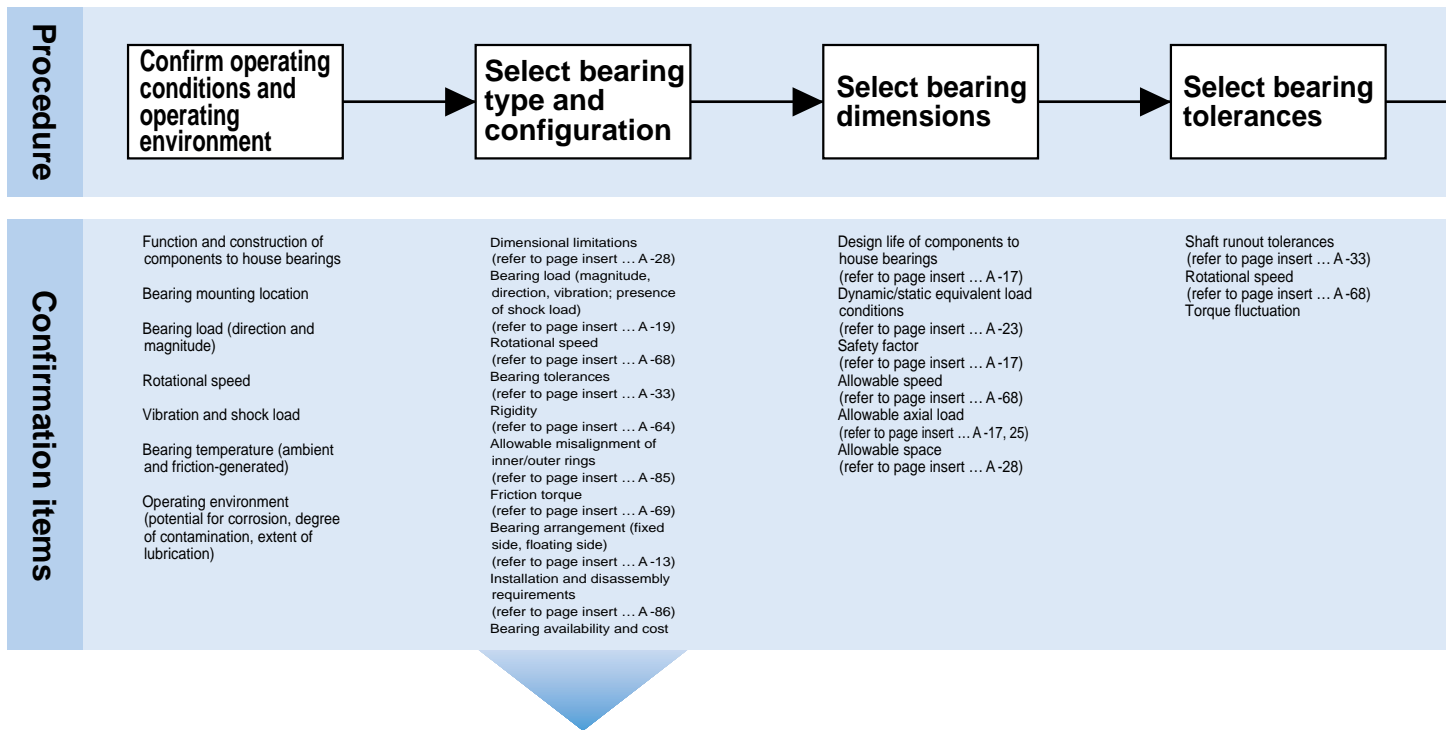 Procedure
Confirm operating
conditions and
operating
environment
Select bearing
type and
configuration
Select bearing
dimensions
Select bearing
tolerances
Confirmation items
Function and construction of
components to house bearings
Bearing mounting location
Bearing load (direction and
magnitude)
Rotational speed
Vibration and shock load
Bearing temperature (ambient
and friction-generated)
Operating environment
(potential for corrosion, degree
of contamination, extent of
lubrication)
Dimensional limitations
(refer to page insert … A-28)
Bearing load (magnitude,
direction, vibration; presence
of shock load)
(refer to page insert … A-19)
Rotational speed
(refer to page insert … A-68)
Bearing tolerances
(refer to page insert … A-33)
Rigidity
(refer to page insert … A-64)
Allowable misalignment of
inner/outer rings
(refer to page insert … A-85)
Friction torque
(refer to page insert … A-69)
Bearing arrangement (fixed
side, floating side)
(refer to page insert … A-13)
Installation and disassembly
requirements
(refer to page insert … A-86)
Bearing availability and cost
Design life of components to
house bearings
(refer to page insert … A-17)
Dynamic/static equivalent load
conditions
(refer to page insert … A-23)
Safety factor
(refer to page insert … A-17)
Allowable speed
(refer to page insert … A-68)
Allowable axial load
(refer to page insert … A-17, 25)
Allowable space
(refer to page insert … A-28)
Shaft runout tolerances
(refer to page insert … A-33)
Rotational speed
(refer to page insert … A-68)
Torque fluctuation